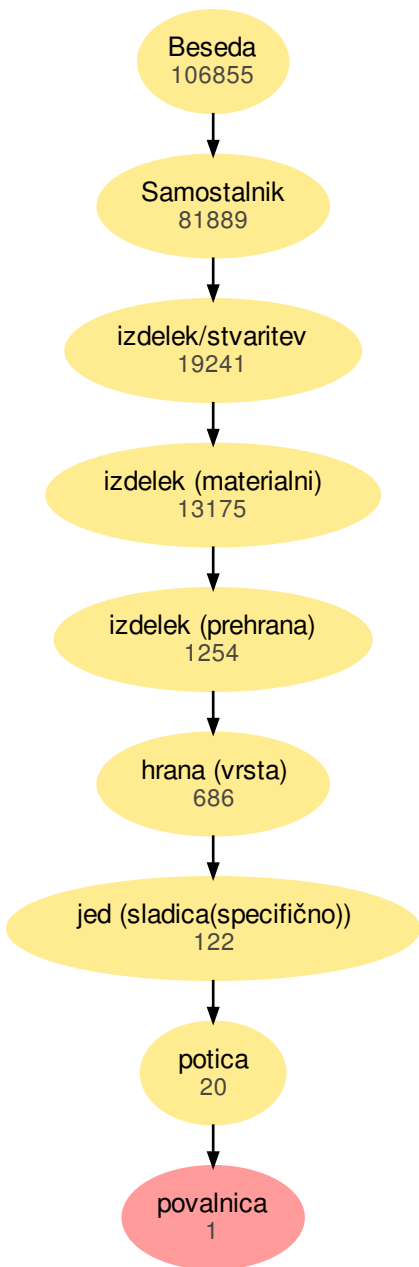 Beseda
106855
Samostalnik
81889
izdelek/stvaritev
19241
izdelek (materialni)
13175
izdelek (prehrana)
1254
hrana (vrsta)
686
jed (sladica(specifično))
122
potica
20
povalnica
1